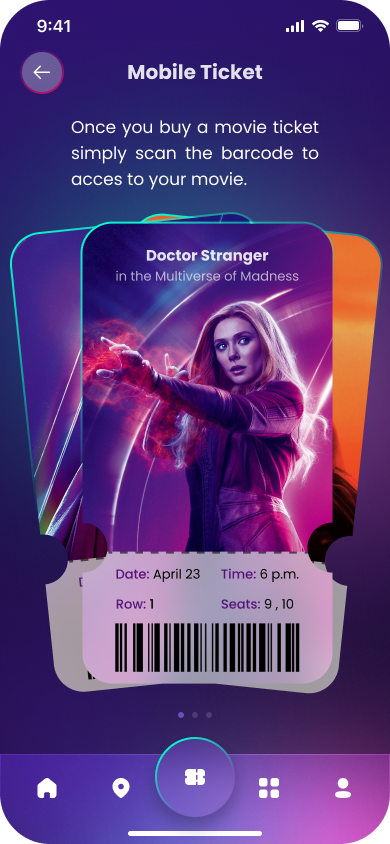 9:41
Mobile Ticket
Once you buy a movie ticket
simply scan the barcode to
acces to your movie.
Doctor Stranger
in the Multiverse of Madness
Date: April 23 Time: 6 p.m.
Row: 1 Seats: 9 , 10